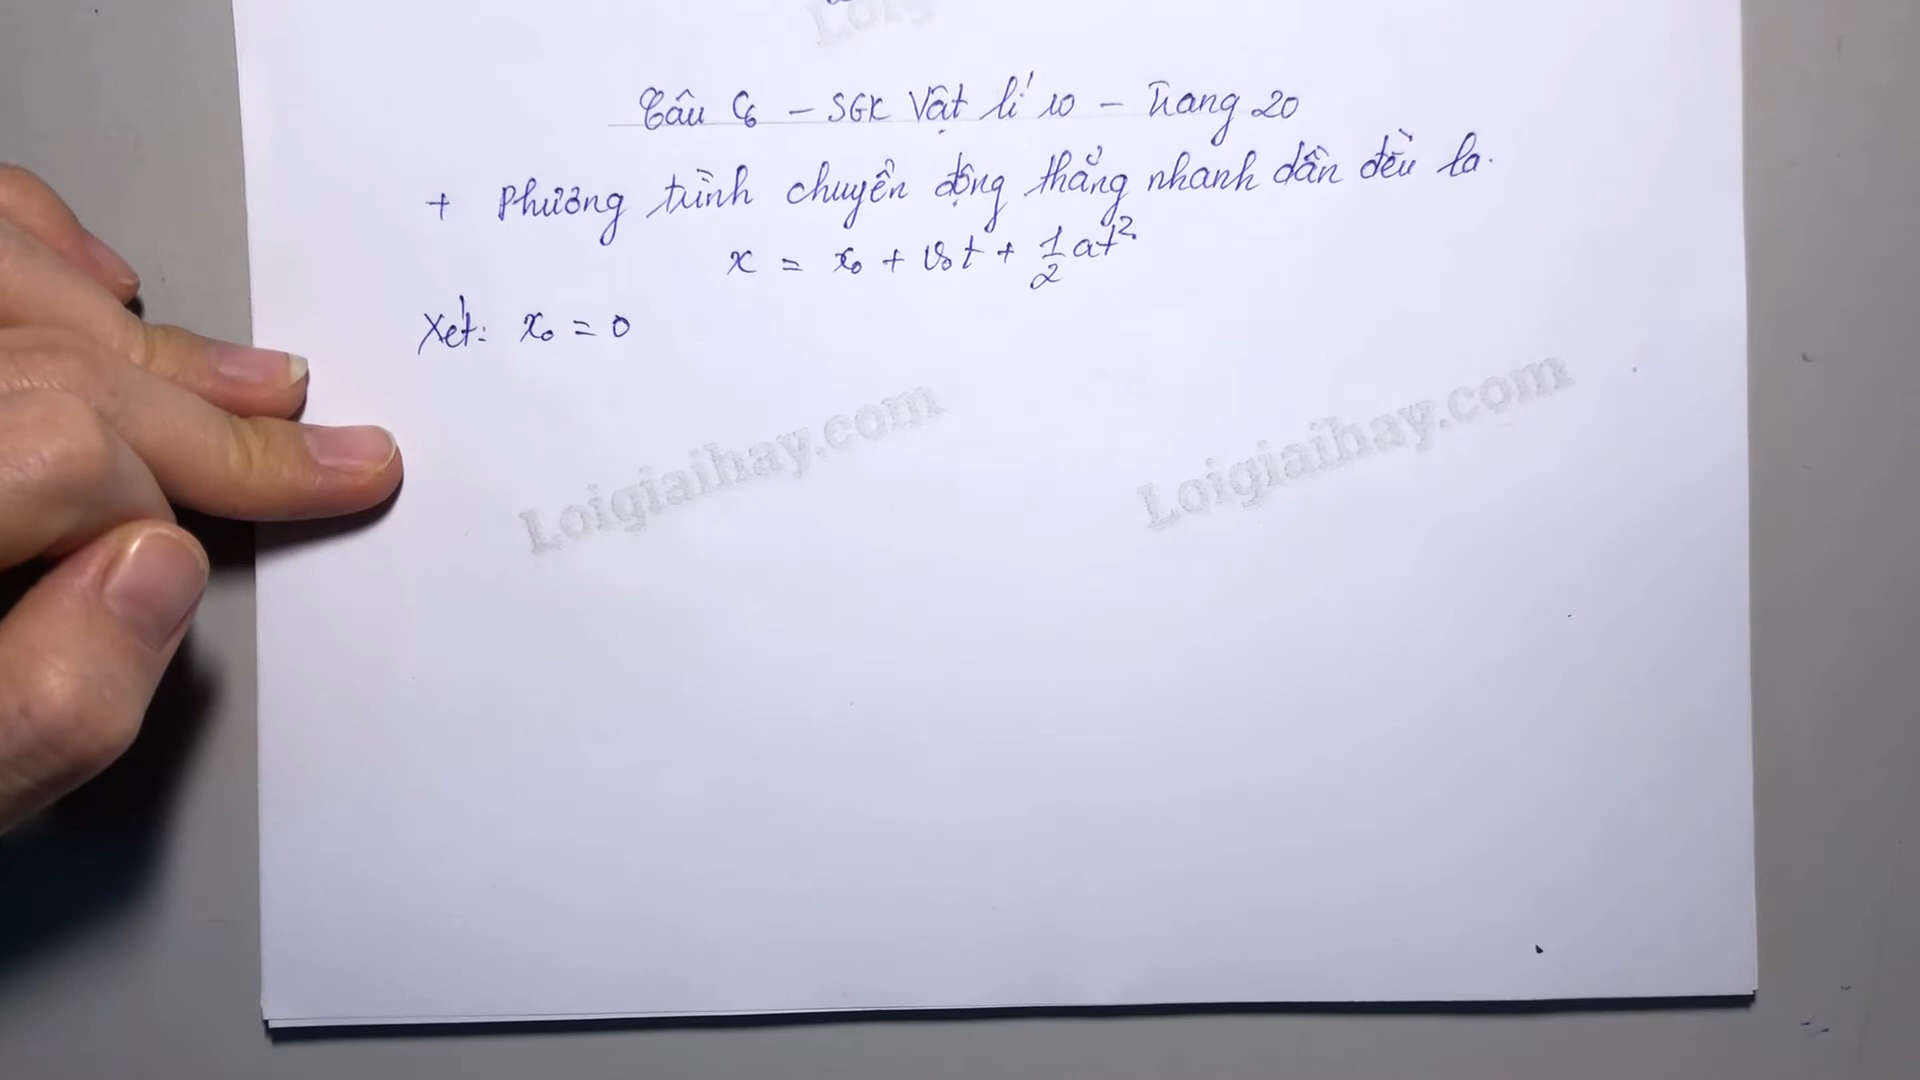 Câu C6 - SGK Vật lí 10 - Trang 20
+ Phương trình chuyển động thẳng nhanh dần đều là.
x = x₀ + v₀t + 1/2 at²
Xét: x₀ = 0
Loigiaihay.com
Loigiaihay.com